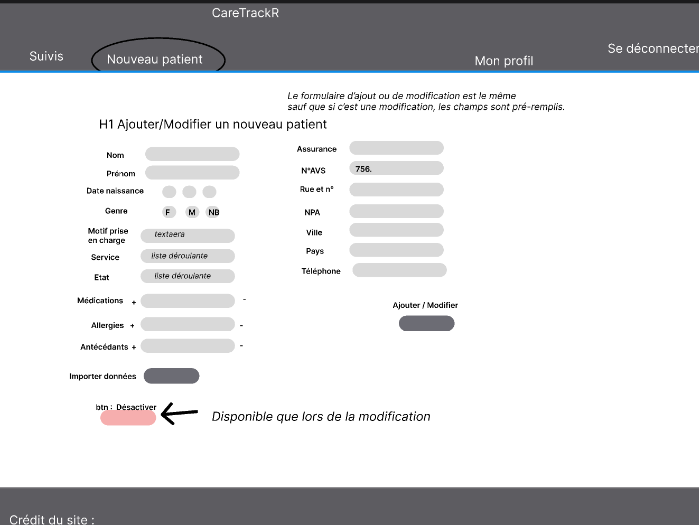 CareTrackR
Suivis
Nouveau patient
Mon profil
Se déconnecter
Le formulaire d'ajout ou de modification est le même
sauf que si c'est une modification, les champs sont pré-remplis.
H1 Ajouter/Modifier un nouveau patient
Nom
Prénom
Date naissance
Genre
F M NB
Motif prise
en charge
textaera
Service
liste déroulante
Etat
liste déroulante
Médications +
-
Allergies +
-
Antécédants +
-
Importer données
btn : Désactiver
Disponible que lors de la modification
Assurance
N°AVS
756.
Rue et n°
NPA
Ville
Pays
Téléphone
Ajouter / Modifier
Crédit du site :